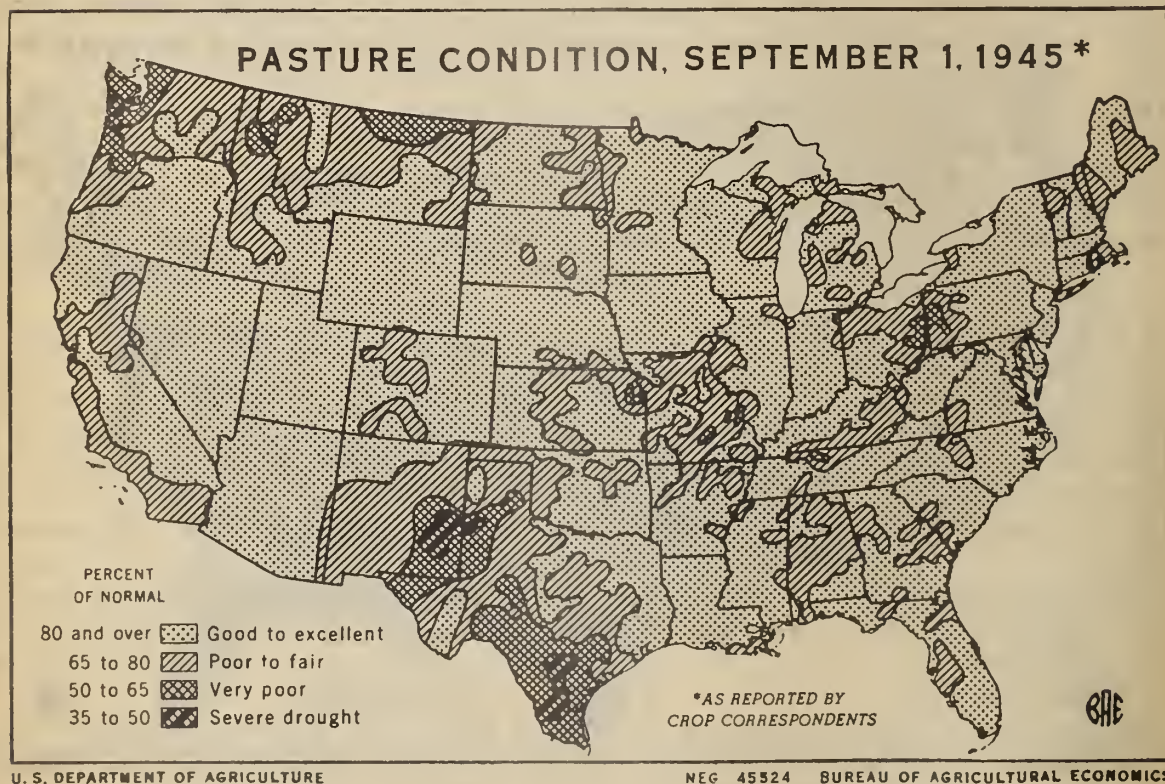 PASTURE CONDITION, SEPTEMBER 1, 1945*
PERCENT
OF NORMAL
80 and over Good to excellent
65 to 80 Poor to fair
50 to 65 Very poor
35 to 50 Severe drought
*AS REPORTED BY
CROP CORRESPONDENTS
BAE
U. S. DEPARTMENT OF AGRICULTURE
NEG 45524 BUREAU OF AGRICULTURAL ECONOMICS